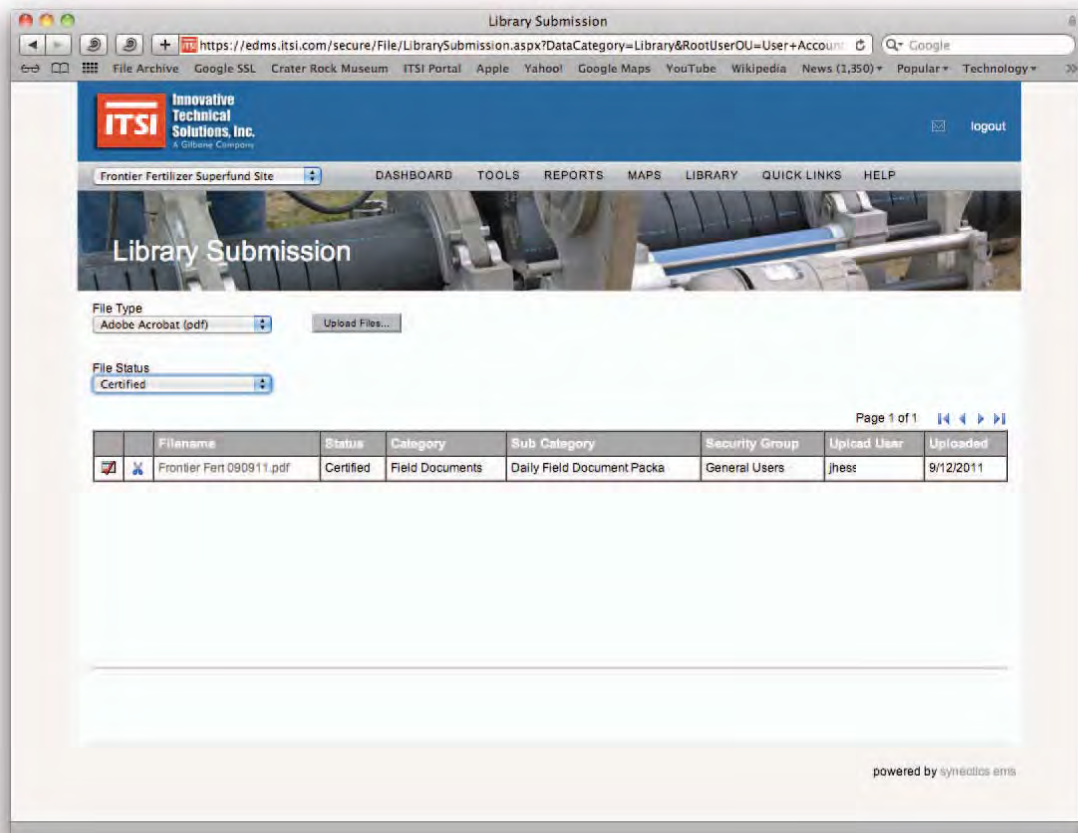 Library Submission
https://edms.itsi.com/secure/File/LibrarySubmission.aspx?DataCategory=Library&RootUserOU=User+Accoun
Google
File Archive Google SSL Crater Rock Museum ITSI Portal Apple Yahoo! Google Maps YouTube Wikipedia News (1,350) Popular Technology
ITSI
Innovative
Technical
Solutions, Inc.
A Gilbane Company
logout
Frontier Fertilizer Superfund Site DASHBOARD TOOLS REPORTS MAPS LIBRARY QUICK LINKS HELP
Library Submission
File Type
Adobe Acrobat (pdf) Upload Files...
File Status
Certified
Page 1 of 1
Filename Status Category Sub Category Security Group Upload User Uploaded
Frontier Fert 090911.pdf Certified Field Documents Daily Field Document Packa General Users jhess 9/12/2011
powered by synectics ems